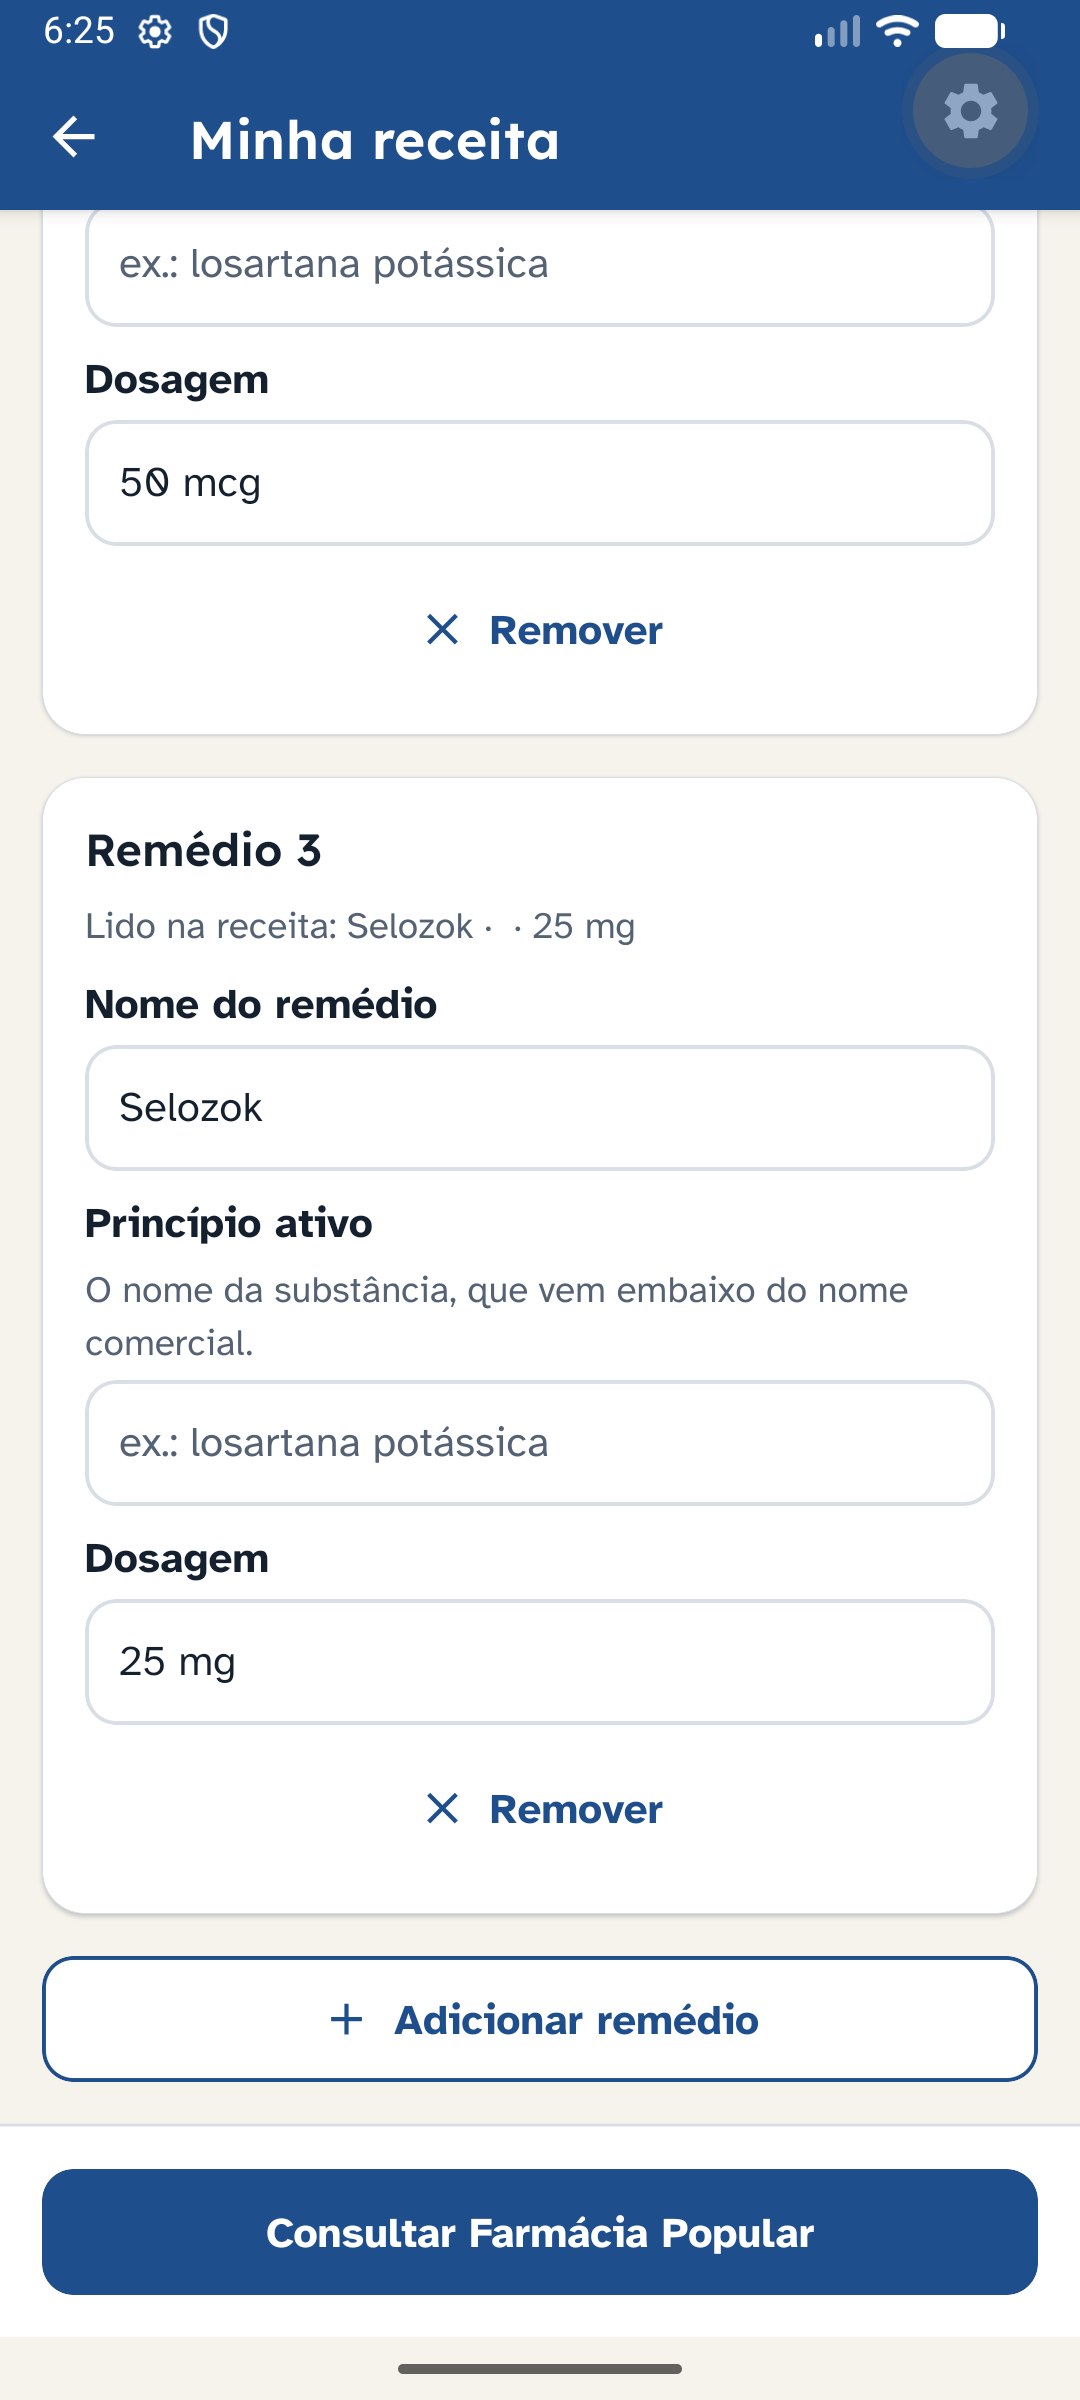 6:25
Minha receita
ex.: losartana potássica
Dosagem
50 mcg
Remover
Remédio 3
Lido na receita: Selozok ·  · 25 mg
Nome do remédio
Selozok
Princípio ativo
O nome da substância, que vem embaixo do nome
comercial.
ex.: losartana potássica
Dosagem
25 mg
Remover
Adicionar remédio
Consultar Farmácia Popular